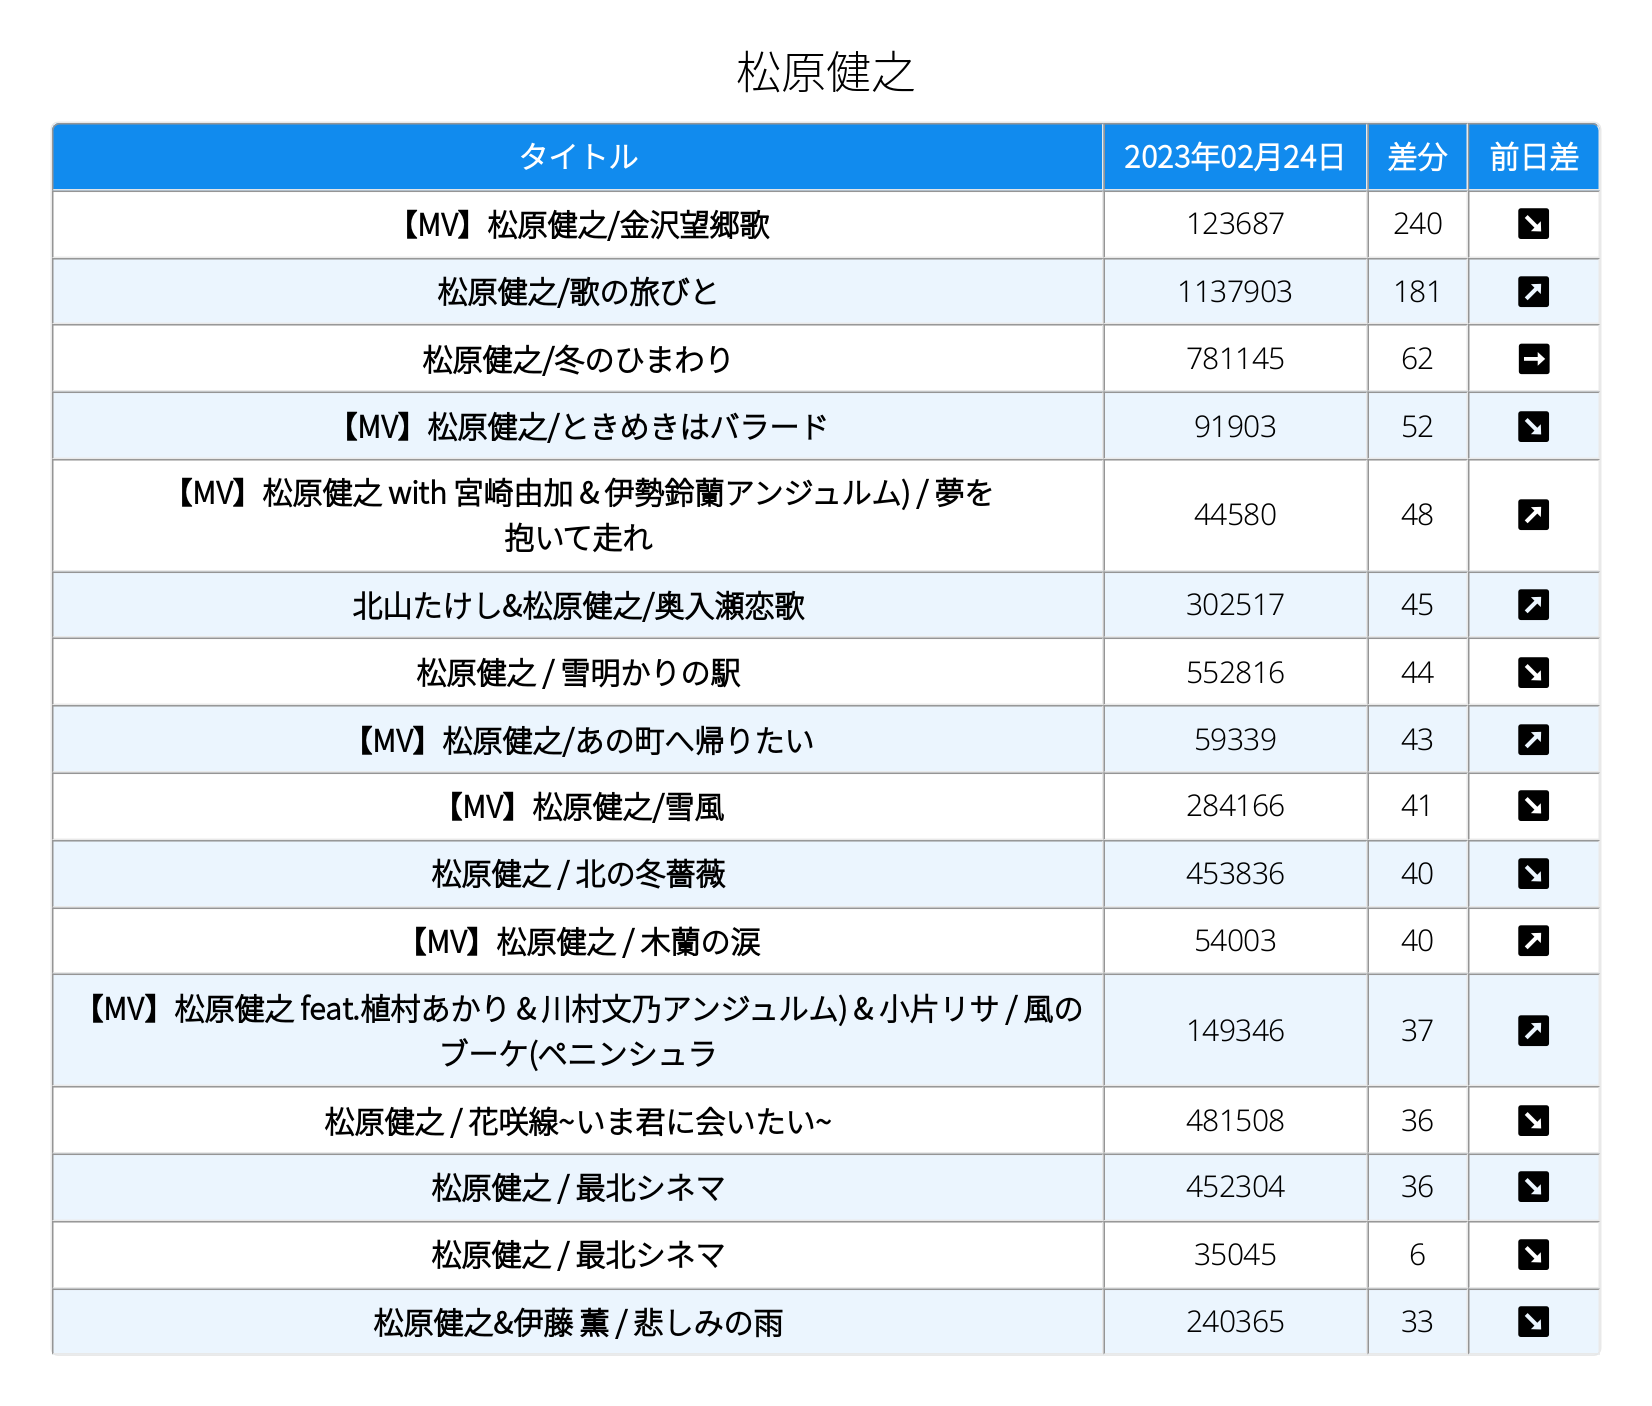 松原健之
タイトル 2023年02月24日 差分 前日差
【MV】松原健之/金沢望郷歌 123687 240
松原健之/歌の旅びと 1137903 181
松原健之/冬のひまわり 781145 62
【MV】松原健之/ときめきはバラード 91903 52
【MV】松原健之 with 宮崎由加 & 伊勢鈴蘭アンジュルム) / 夢を
抱いて走れ 44580 48
北山たけし&松原健之/奥入瀬恋歌 302517 45
松原健之 / 雪明かりの駅 552816 44
【MV】松原健之/あの町へ帰りたい 59339 43
【MV】松原健之/雪風 284166 41
松原健之 / 北の冬薔薇 453836 40
【MV】松原健之 / 木蘭の涙 54003 40
【MV】松原健之 feat.植村あかり & 川村文乃アンジュルム) & 小片リサ / 風の
ブーケ(ペニンシュラ 149346 37
松原健之 / 花咲線~いま君に会いたい~ 481508 36
松原健之 / 最北シネマ 452304 36
松原健之 / 最北シネマ 35045 6
松原健之&伊藤 薫 / 悲しみの雨 240365 33